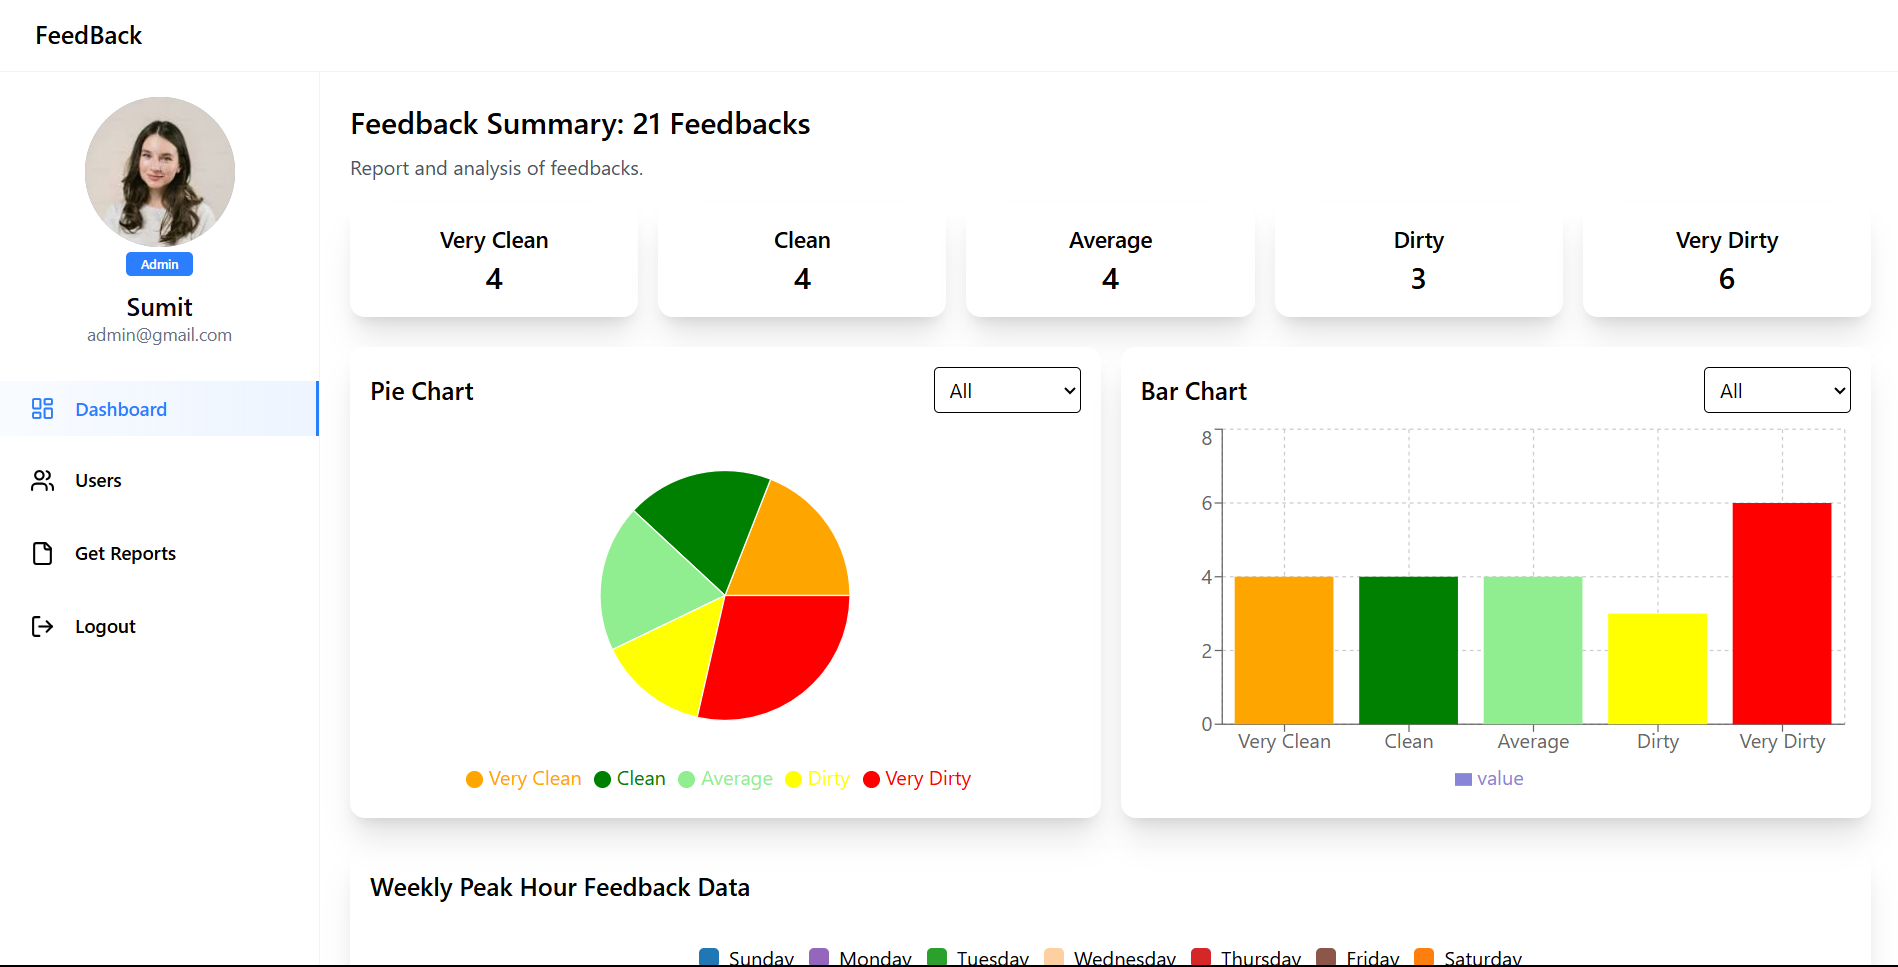 FeedBack
Admin
Sumit
admin@gmail.com
Dashboard
Users
Get Reports
Logout
Feedback Summary: 21 Feedbacks
Report and analysis of feedbacks.
Very Clean
4
Clean
4
Average
4
Dirty
3
Very Dirty
6
Pie Chart
All
Very Clean Clean Average Dirty Very Dirty
Bar Chart
All
8
6
4
2
0
Very Clean Clean Average Dirty Very Dirty
value
Weekly Peak Hour Feedback Data
Sunday Monday Tuesday Wednesday Thursday Friday Saturday